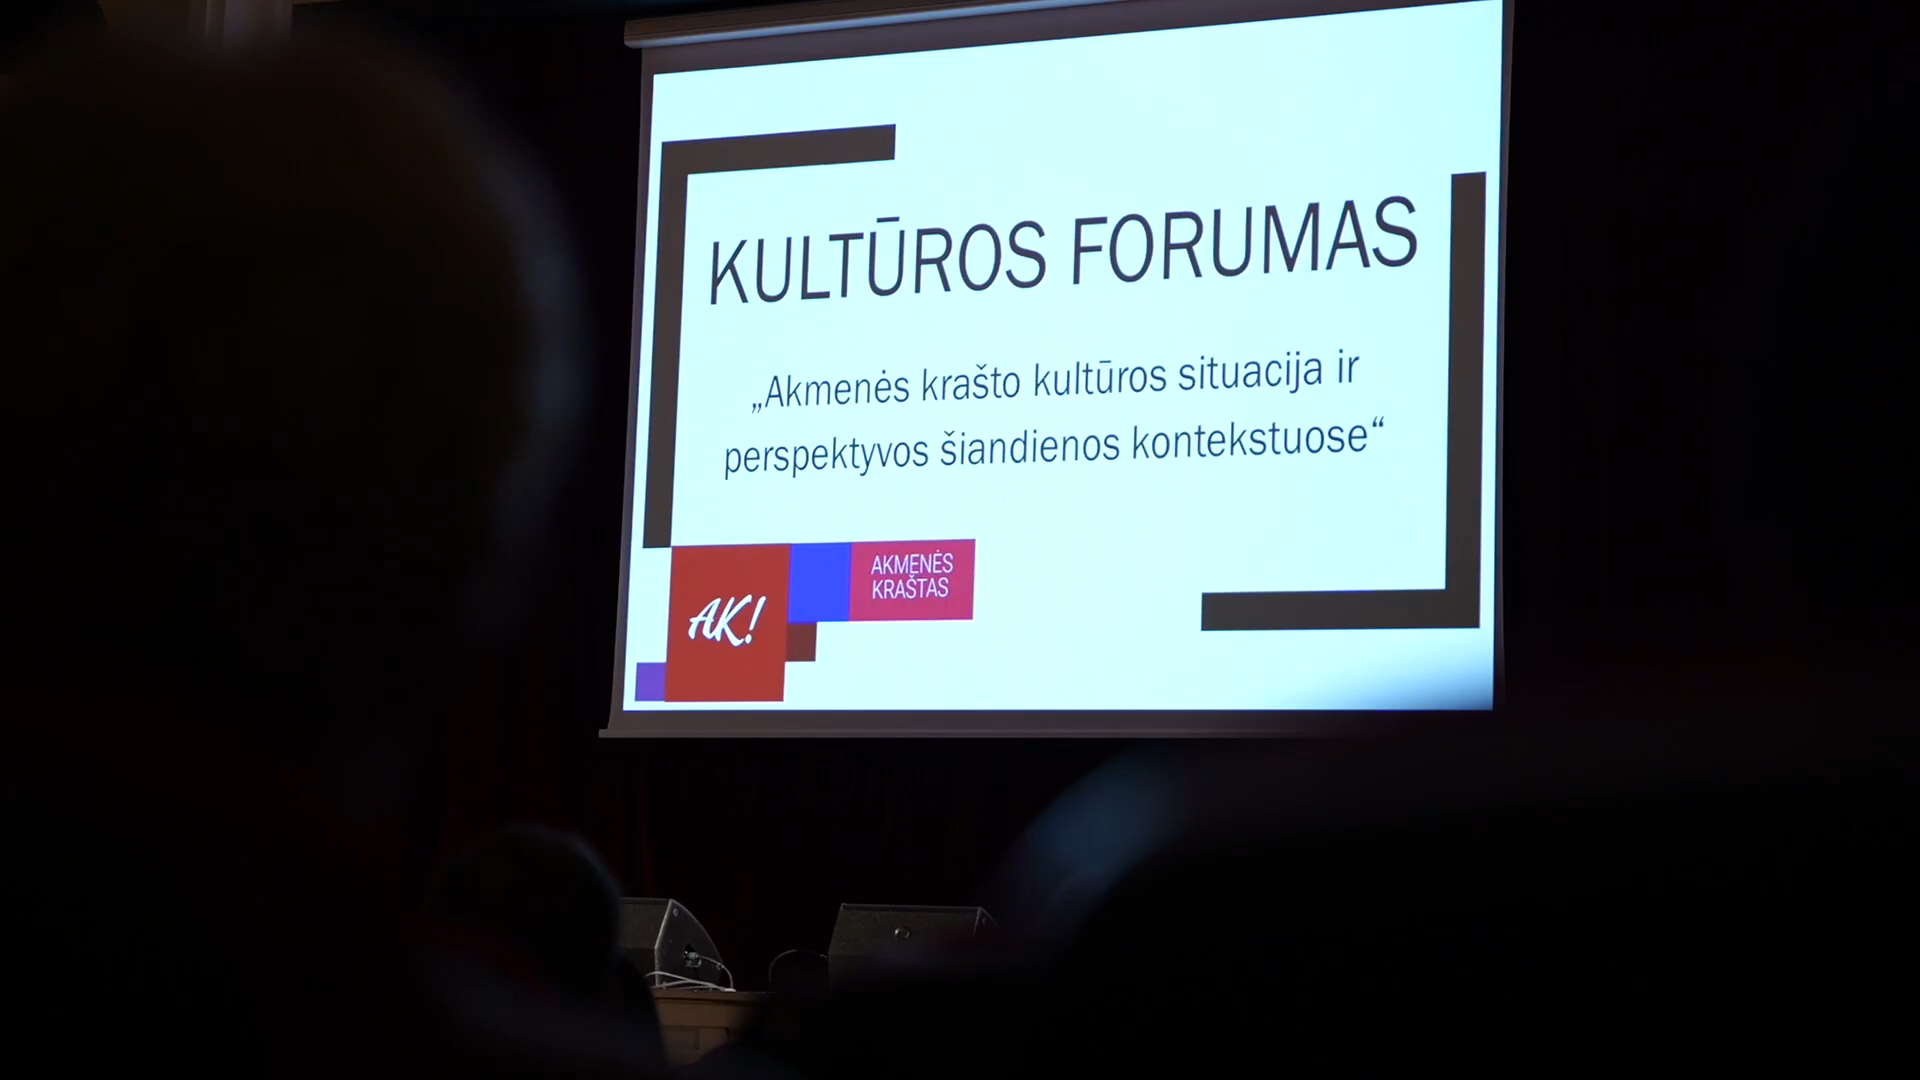 KULTŪROS FORUMAS
„Akmenės krašto kultūros situacija ir
perspektyvos šiandienos kontekstuose“
AKMENĖS
KRAŠTAS
AK!